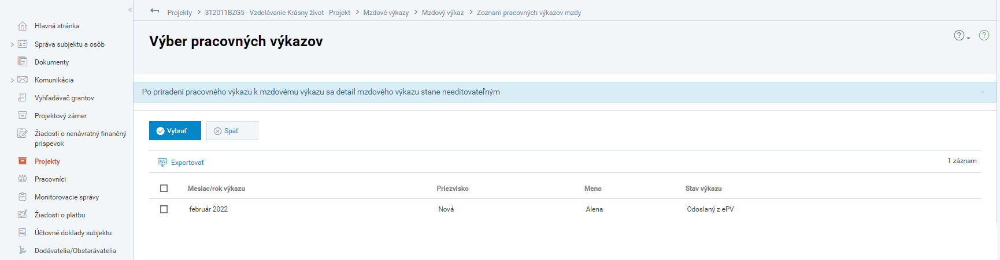 Projekty
312011BZG5 - Vzdelávanie Krásny život - Projekt
Mzdové výkazy
Mzdový výkaz
Zoznam pracovných výkazov mzdy
Hlavná stránka
Správa subjektu a osôb
Dokumenty
Komunikácia
Vyhľadávač grantov
Projektový zámer
Žiadosti o nenávratný finančný
príspevok
Projekty
Pracovníci
Monitorovacie správy
Žiadosti o platbu
Účtovné doklady subjektu
Dodávatelia/Obstarávatelia
Výber pracovných výkazov
Po priradení pracovného výkazu k mzdovému výkazu sa detail mzdového výkazu stane needitovateľným
Vybrať
Späť
XLS Exportovať
1 záznam
Mesiac/rok výkazu Priezvisko Meno Stav výkazu
február 2022 Nová Alena Odoslaný z ePV